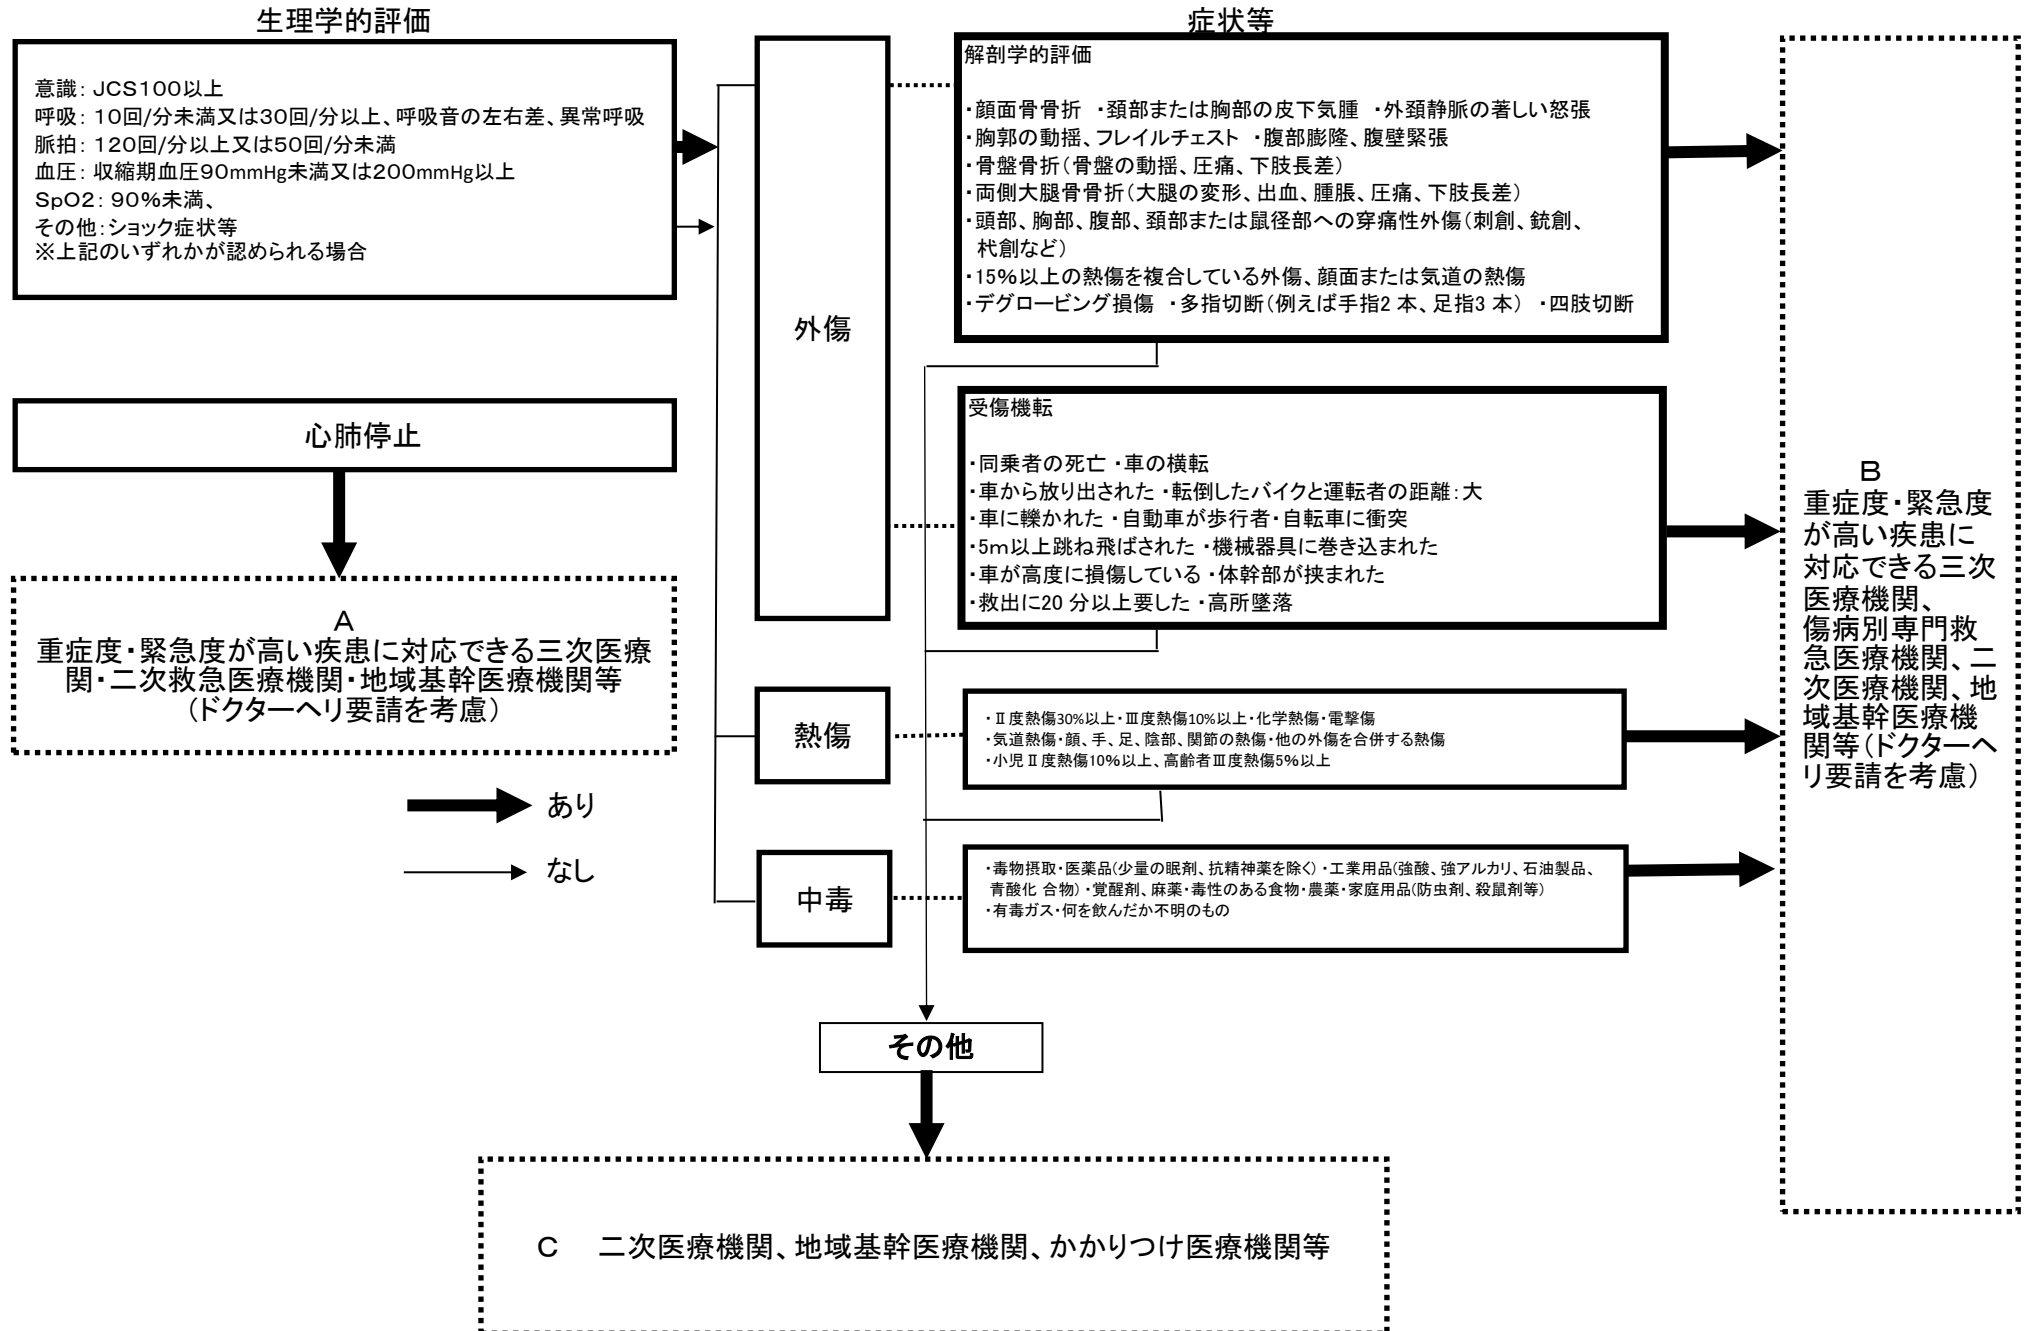 生理学的評価
意識：JCS100以上
呼吸：10回/分未満又は30回/分以上、呼吸音の左右差、異常呼吸
脈拍：120回/分以上又は50回/分未満
血圧：収縮期血圧90mmHg未満又は200mmHg以上
SpO2：90％未満、
その他：ショック症状等
※上記のいずれかが認められる場合
心肺停止
A
重症度・緊急度が高い疾患に対応できる三次医療
関・二次救急医療機関・地域基幹医療機関等
（ドクターヘリ要請を考慮）
あり
なし
外傷
熱傷
中毒
症状等
解剖学的評価
・顔面骨骨折　・頚部または胸部の皮下気腫　・外頚静脈の著しい怒張
・胸郭の動揺、フレイルチェスト　・腹部膨隆、腹壁緊張
・骨盤骨折（骨盤の動揺、圧痛、下肢長差）
・両側大腿骨骨折（大腿の変形、出血、腫脹、圧痛、下肢長差）
・頭部、胸部、腹部、頚部または鼠径部への穿痛性外傷（刺創、銃創、
杙創など）
・15％以上の熱傷を複合している外傷、顔面または気道の熱傷
・デグロービング損傷　・多指切断（例えば手指2 本、足指3 本）　・四肢切断
受傷機転
・同乗者の死亡 ・車の横転
・車から放り出された ・転倒したバイクと運転者の距離：大
・車に轢かれた ・自動車が歩行者・自転車に衝突
・5ｍ以上跳ね飛ばされた ・機械器具に巻き込まれた
・車が高度に損傷している ・体幹部が挟まれた
・救出に20 分以上要した ・高所墜落
・Ⅱ度熱傷30%以上・Ⅲ度熱傷10%以上・化学熱傷・電撃傷
・気道熱傷・顔、手、足、陰部、関節の熱傷・他の外傷を合併する熱傷
・小児Ⅱ度熱傷10％以上、高齢者Ⅲ度熱傷5％以上
・毒物摂取・医薬品(少量の眠剤、抗精神薬を除く) ・工業用品(強酸、強アルカリ、石油製品、
青酸化 合物) ・覚醒剤、麻薬・毒性のある食物・農薬・家庭用品(防虫剤、殺鼠剤等)
・有毒ガス・何を飲んだか不明のもの
B
重症度・緊急度
が高い疾患に
対応できる三次
医療機関、
傷病別専門救
急医療機関、二
次医療機関、地
域基幹医療機
関等（ドクターヘ
リ要請を考慮）
その他
C　二次医療機関、地域基幹医療機関、かかりつけ医療機関等